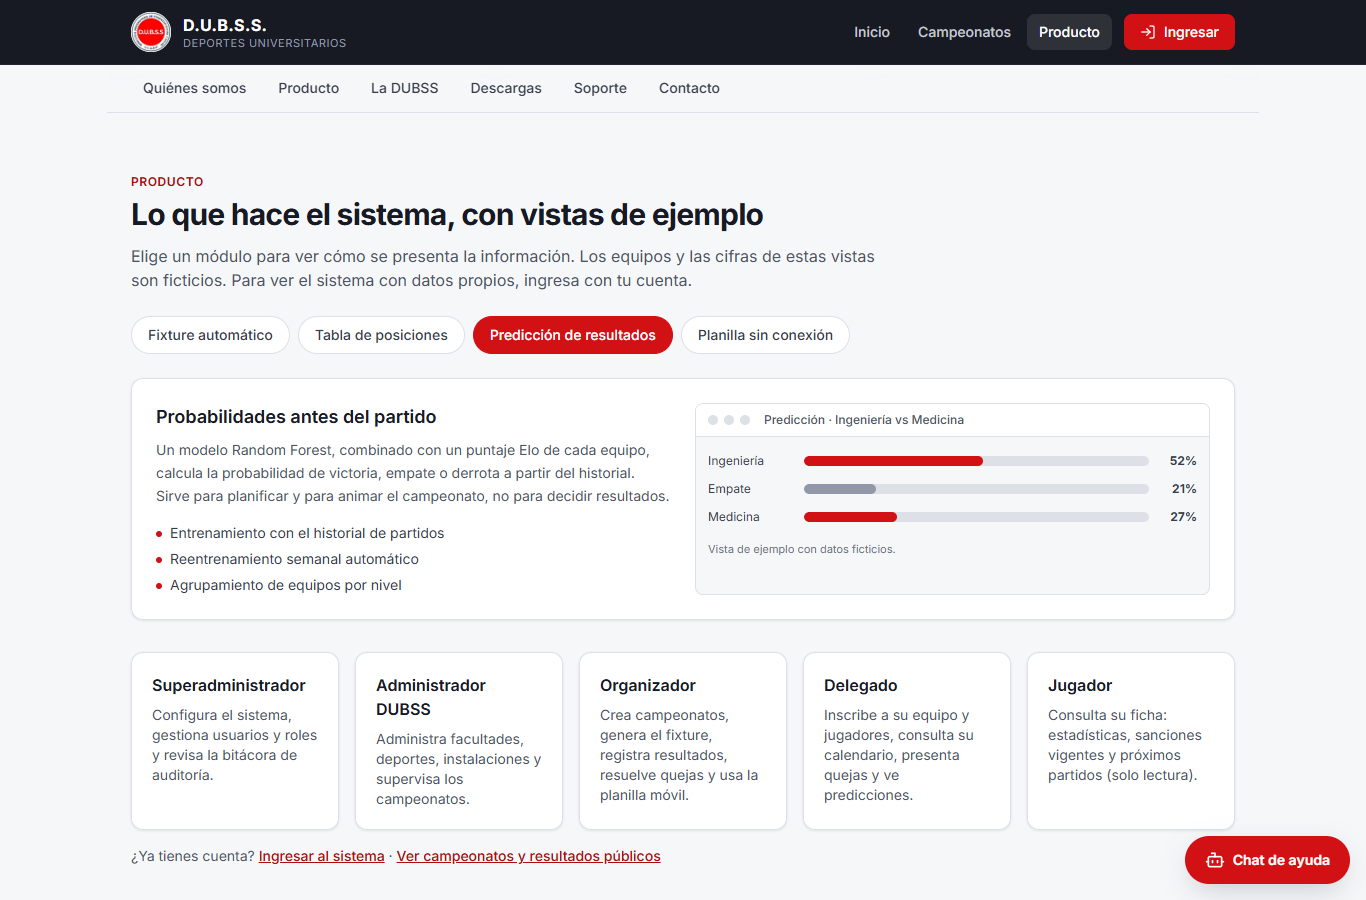 D.U.B.S.S
D.U.B.S.S.
DEPORTES UNIVERSITARIOS
Inicio
Campeonatos
Producto
Ingresar
Quiénes somos
Producto
La DUBSS
Descargas
Soporte
Contacto
PRODUCTO
Lo que hace el sistema, con vistas de ejemplo
Elige un módulo para ver cómo se presenta la información. Los equipos y las cifras de estas vistas
son ficticios. Para ver el sistema con datos propios, ingresa con tu cuenta.
Fixture automático
Tabla de posiciones
Predicción de resultados
Planilla sin conexión
Probabilidades antes del partido
Un modelo Random Forest, combinado con un puntaje Elo de cada equipo,
calcula la probabilidad de victoria, empate o derrota a partir del historial.
Sirve para planificar y para animar el campeonato, no para decidir resultados.
Entrenamiento con el historial de partidos
Reentrenamiento semanal automático
Agrupamiento de equipos por nivel
Predicción · Ingeniería vs Medicina
Ingeniería 52%
Empate 21%
Medicina 27%
Vista de ejemplo con datos ficticios.
Superadministrador
Configura el sistema,
gestiona usuarios y roles
y revisa la bitácora de
auditoría.
Administrador
DUBSS
Administra facultades,
deportes, instalaciones y
supervisa los
campeonatos.
Organizador
Crea campeonatos,
genera el fixture,
registra resultados,
resuelve quejas y usa la
planilla móvil.
Delegado
Inscribe a su equipo y
jugadores, consulta su
calendario, presenta
quejas y ve
predicciones.
Jugador
Consulta su ficha:
estadísticas, sanciones
vigentes y próximos
partidos (solo lectura).
¿Ya tienes cuenta? Ingresar al sistema · Ver campeonatos y resultados públicos
Chat de ayuda